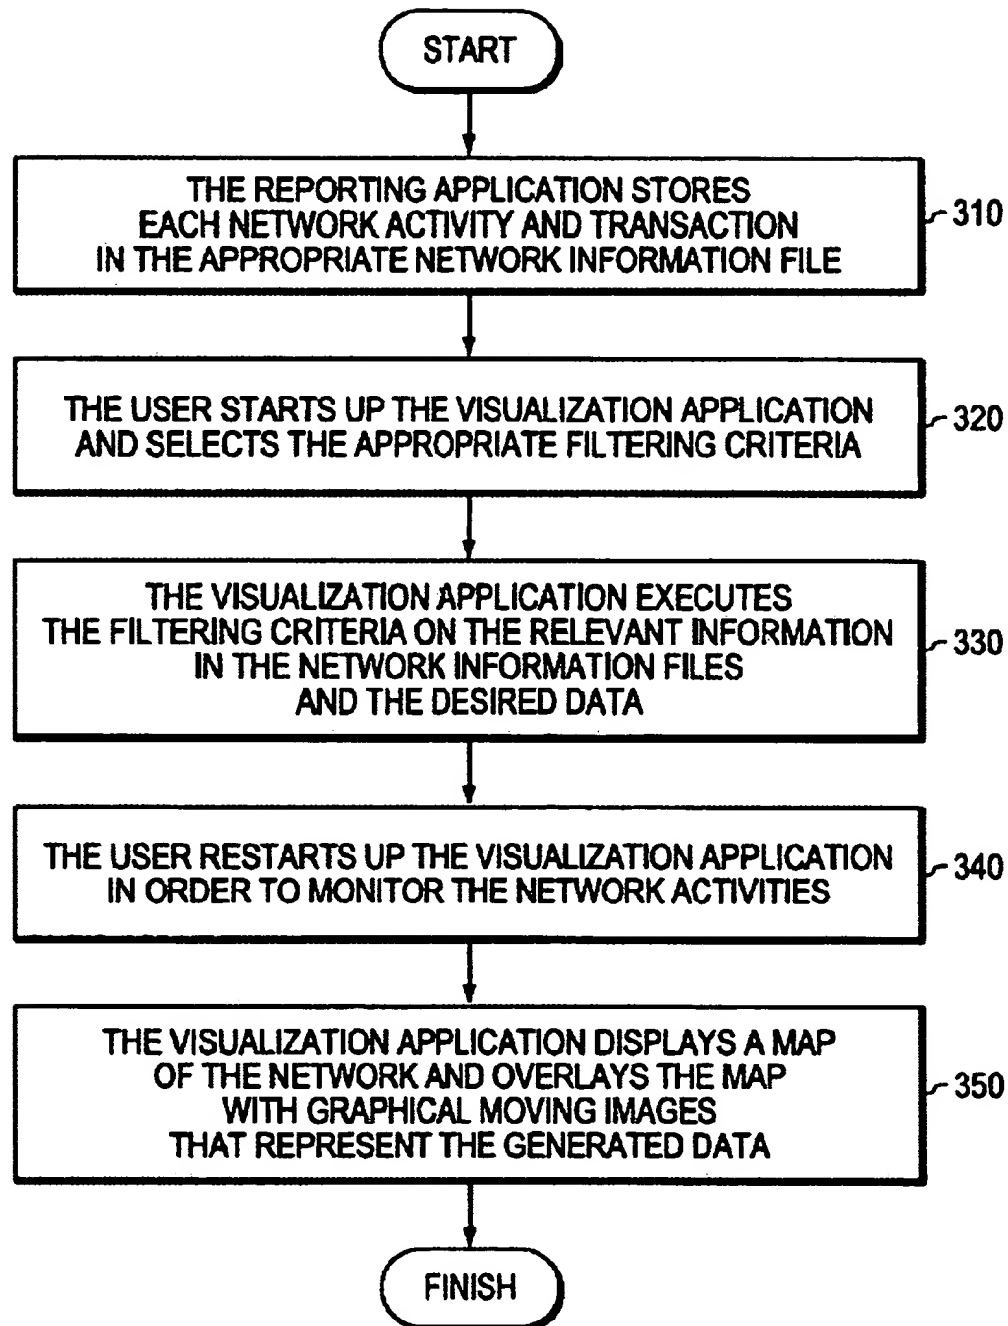 START
THE REPORTING APPLICATION STORES
EACH NETWORK ACTIVITY AND TRANSACTION
IN THE APPROPRIATE NETWORK INFORMATION FILE
310
THE USER STARTS UP THE VISUALIZATION APPLICATION
AND SELECTS THE APPROPRIATE FILTERING CRITERIA
320
THE VISUALIZATION APPLICATION EXECUTES
THE FILTERING CRITERIA ON THE RELEVANT INFORMATION
IN THE NETWORK INFORMATION FILES
AND THE DESIRED DATA
330
THE USER RESTARTS UP THE VISUALIZATION APPLICATION
IN ORDER TO MONITOR THE NETWORK ACTIVITIES
340
THE VISUALIZATION APPLICATION DISPLAYS A MAP
OF THE NETWORK AND OVERLAYS THE MAP
WITH GRAPHICAL MOVING IMAGES
THAT REPRESENT THE GENERATED DATA
350
FINISH